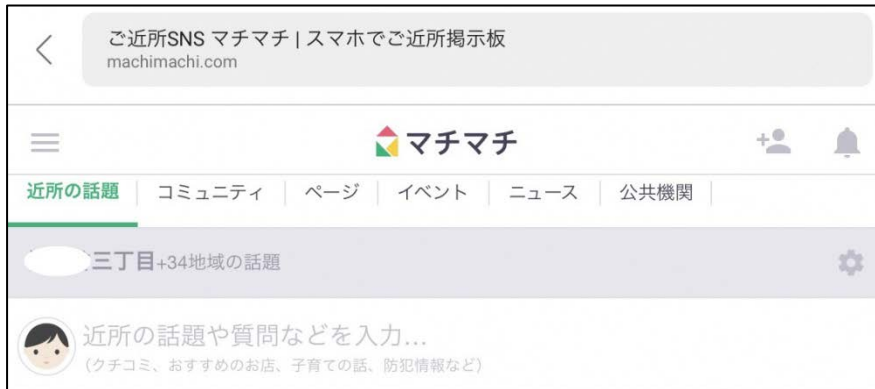 ご近所SNS マチマチ | スマホでご近所掲示板
machimachi.com
マチマチ
近所の話題 コミュニティ ページ イベント ニュース 公共機関
三丁目+34地域の話題
近所の話題や質問などを入力...
(クチコミ、おすすめのお店、子育ての話、防犯情報など)